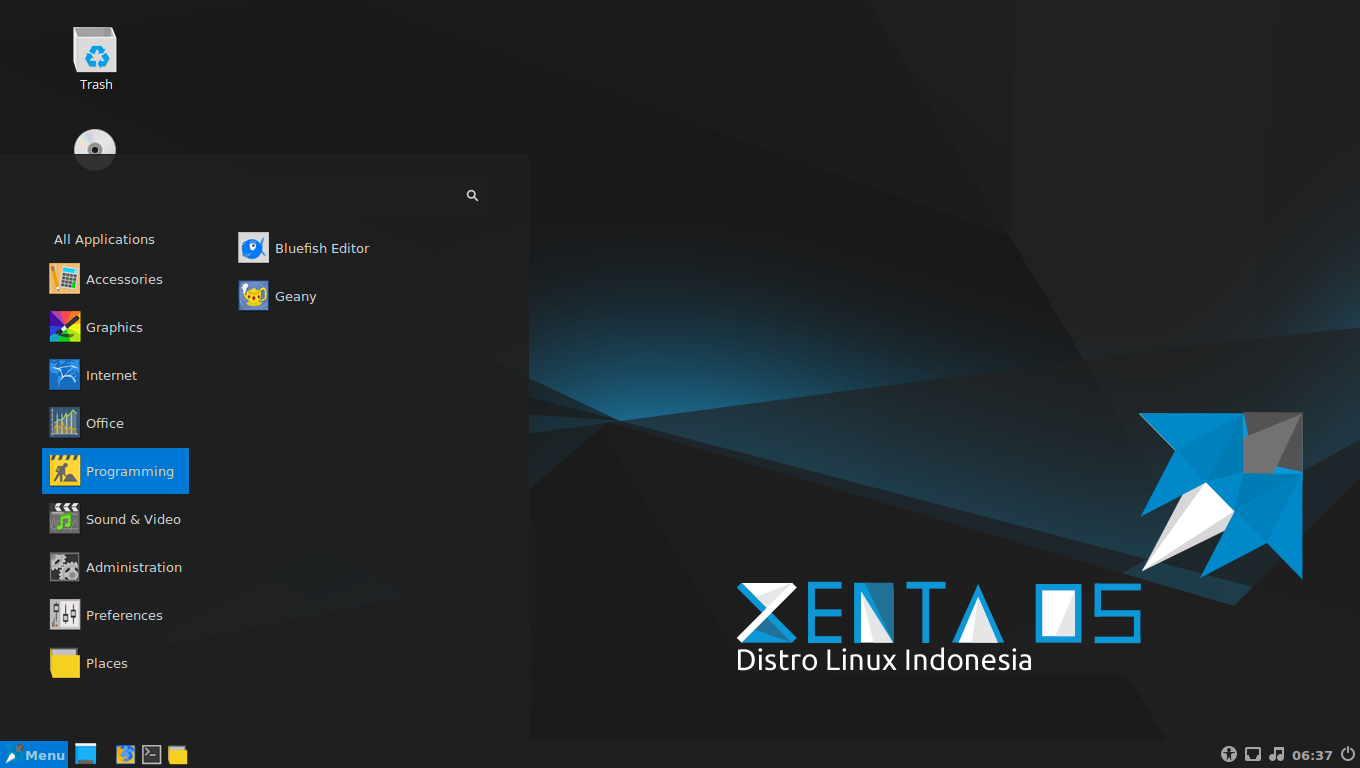 Trash
All Applications
Accessories
Graphics
Internet
Office
Programming
Sound & Video
Administration
Preferences
Places
Bluefish Editor
Geany
ZENTA OS
Distro Linux Indonesia
Menu
06:37